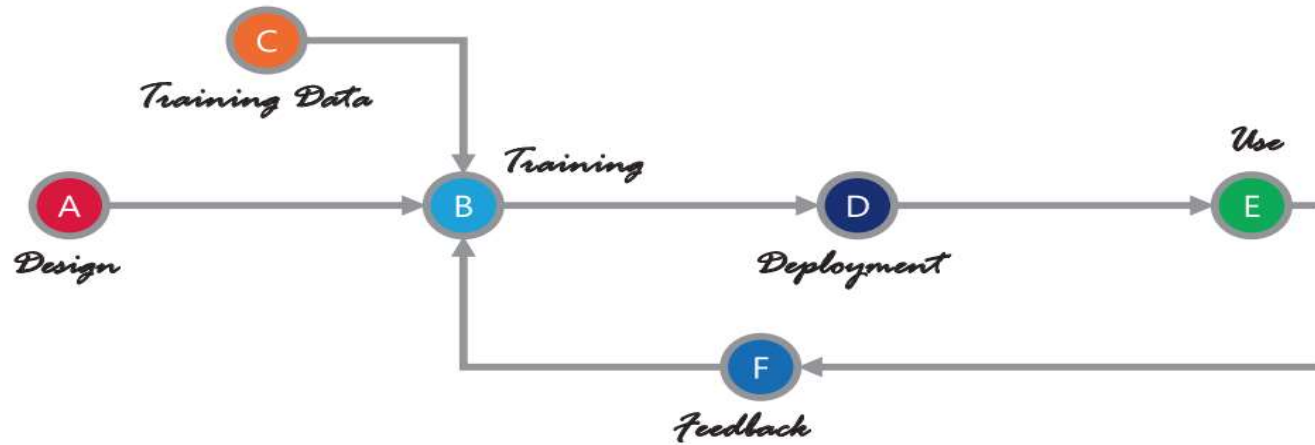 C
Training Data
Use
Training
A
B
D
E
Design
Deployment
F
Feedback